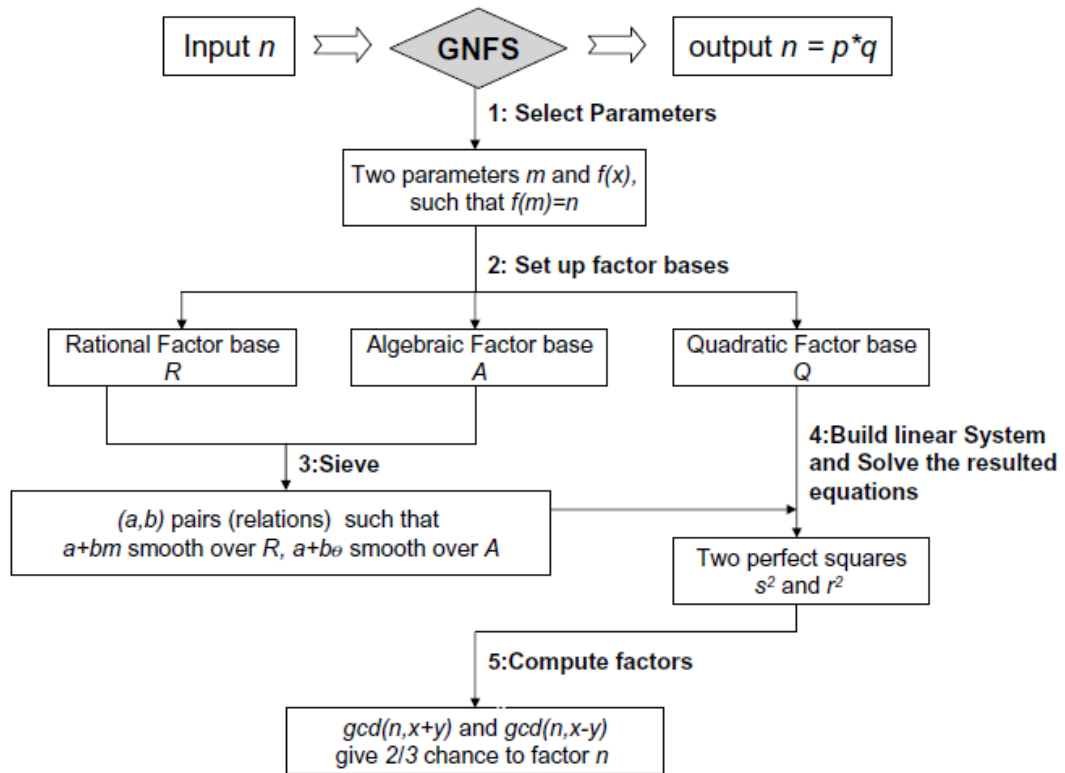 Input n
GNFS
output n = p*q
1: Select Parameters
Two parameters m and f(x),
such that f(m)=n
2: Set up factor bases
Rational Factor base
R
Algebraic Factor base
A
Quadratic Factor base
Q
3:Sieve
4:Build linear System
and Solve the resulted
equations
(a,b) pairs (relations) such that
a+bm smooth over R, a+bθ smooth over A
Two perfect squares
s² and r²
5:Compute factors
gcd(n,x+y) and gcd(n,x-y)
give 2/3 chance to factor n